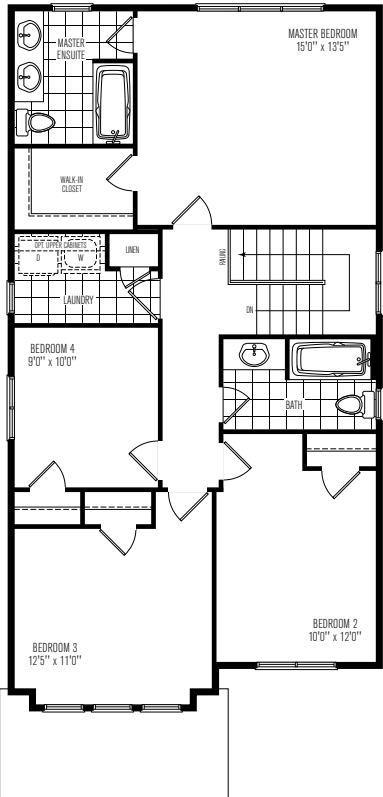 MASTER BEDROOM
15'0" x 13'5"
MASTER
ENSUITE
WALK-IN
CLOSET
OPT. UPPER CABINETS
D
W
LINEN
LAUNDRY
RAILING
DN
BEDROOM 4
9'0" x 10'0"
BATH
BEDROOM 2
10'0" x 12'0"
BEDROOM 3
12'5" x 11'0"